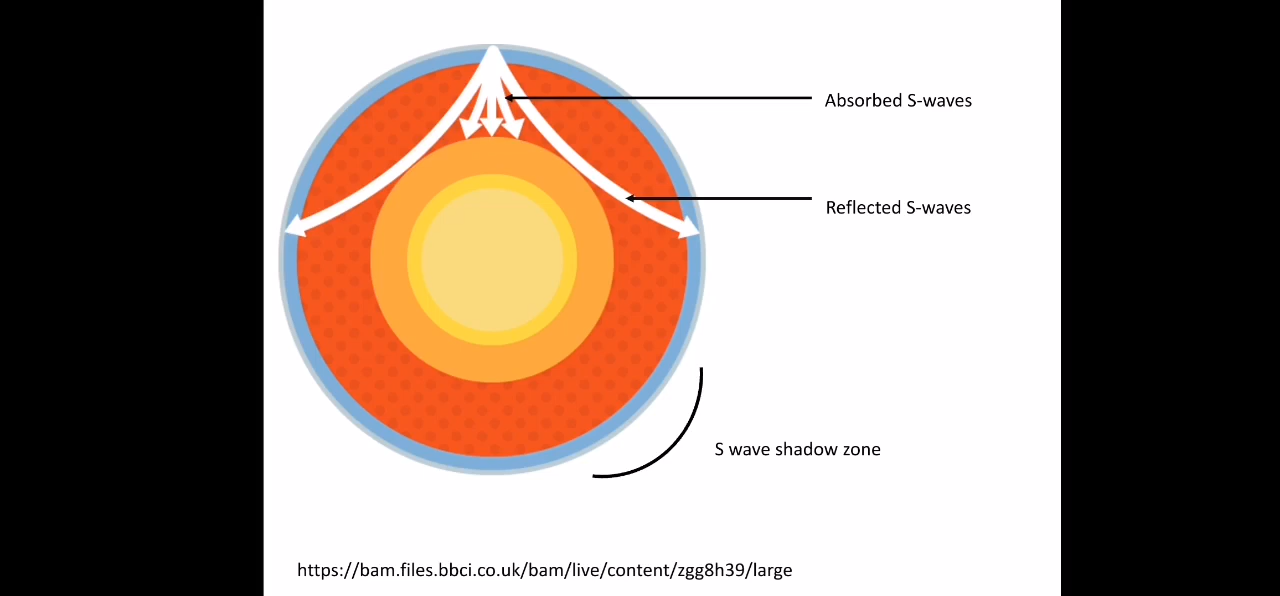 Absorbed S-waves
Reflected S-waves
S wave shadow zone
https://bam.files.bbci.co.uk/bam/live/content/zgg8h39/large